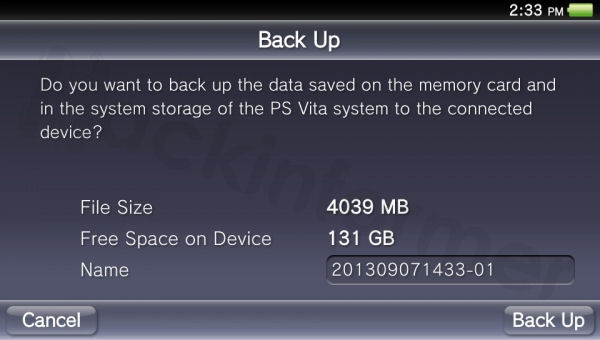 2:33 PM
Back Up
Do you want to back up the data saved on the memory card and
in the system storage of the PS Vita system to the connected
device?
Hackinformer
File Size 4039 MB
Free Space on Device 131 GB
Name 201309071433-01
Cancel Back Up